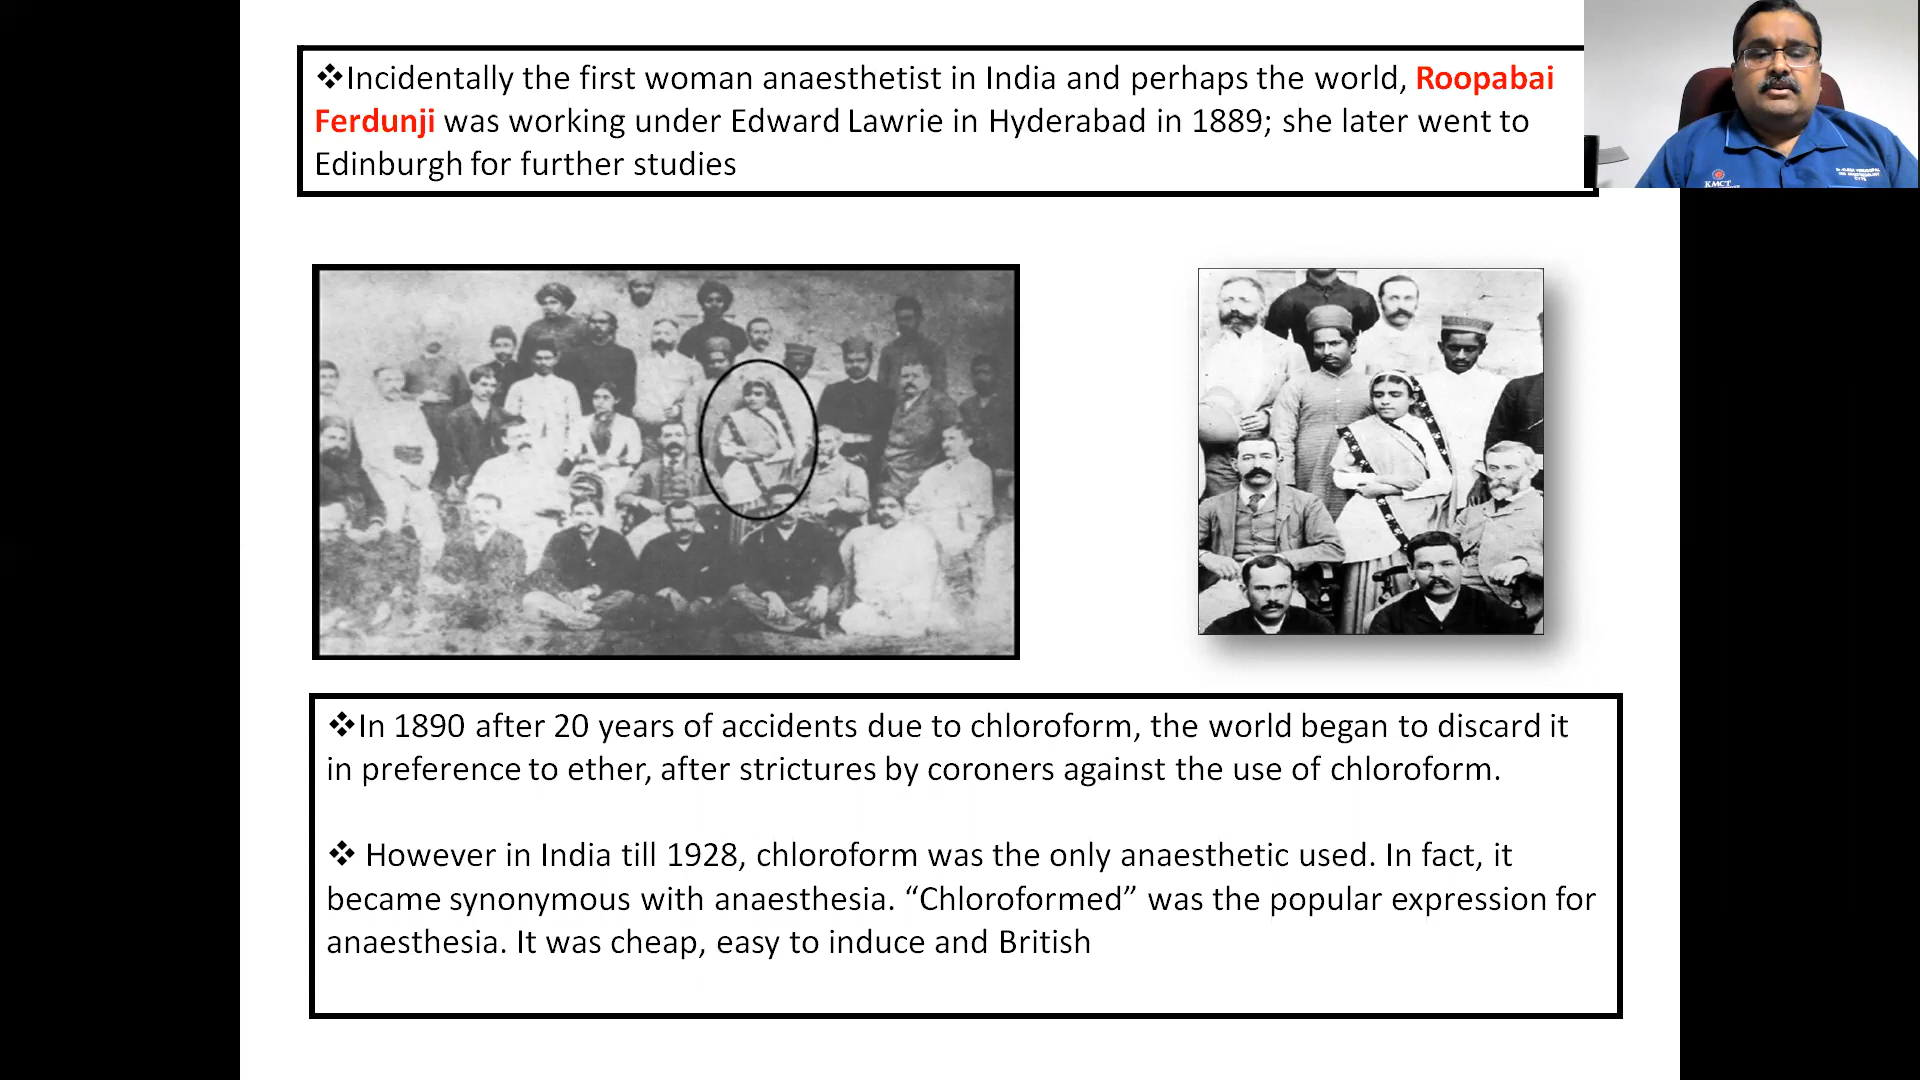 ❖Incidentally the first woman anaesthetist in India and perhaps the world, Roopabai
Ferdunji was working under Edward Lawrie in Hyderabad in 1889; she later went to
Edinburgh for further studies
KMCT
❖In 1890 after 20 years of accidents due to chloroform, the world began to discard it
in preference to ether, after strictures by coroners against the use of chloroform.
❖ However in India till 1928, chloroform was the only anaesthetic used. In fact, it
became synonymous with anaesthesia. “Chloroformed” was the popular expression for
anaesthesia. It was cheap, easy to induce and British